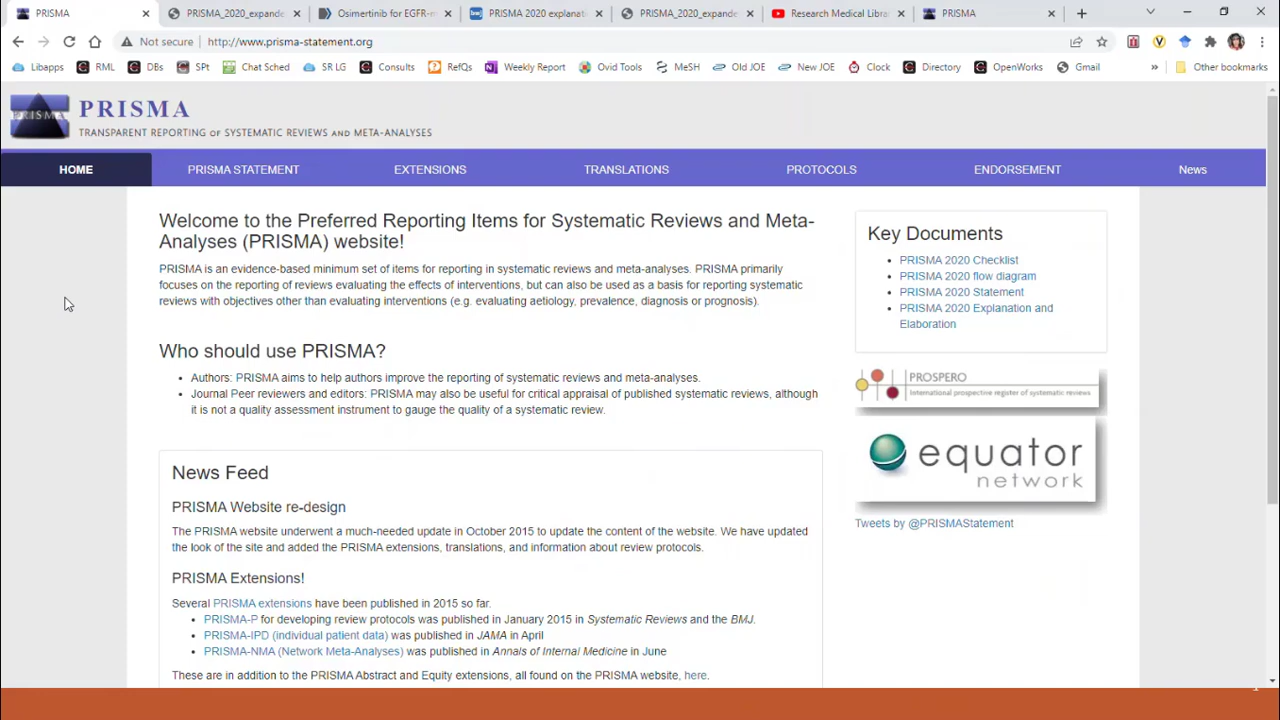 PRISMA
PRISMA_2020_expande
Osimertinib for EGFR-m
PRISMA 2020 explanati
PRISMA_2020_expande
Research Medical Libra
PRISMA
Not secure http://www.prisma-statement.org
Libapps RML DBs SPt Chat Sched SR LG Consults RefQs Weekly Report Ovid Tools MeSH Old JOE New JOE Clock Directory OpenWorks Gmail » Other bookmarks
PRISMA
PRISMA
TRANSPARENT REPORTING of SYSTEMATIC REVIEWS and META-ANALYSES
HOME PRISMA STATEMENT EXTENSIONS TRANSLATIONS PROTOCOLS ENDORSEMENT News
Welcome to the Preferred Reporting Items for Systematic Reviews and Meta-
Analyses (PRISMA) website!
PRISMA is an evidence-based minimum set of items for reporting in systematic reviews and meta-analyses. PRISMA primarily
focuses on the reporting of reviews evaluating the effects of interventions, but can also be used as a basis for reporting systematic
reviews with objectives other than evaluating interventions (e.g. evaluating aetiology, prevalence, diagnosis or prognosis).
Who should use PRISMA?
• Authors: PRISMA aims to help authors improve the reporting of systematic reviews and meta-analyses.
• Journal Peer reviewers and editors: PRISMA may also be useful for critical appraisal of published systematic reviews, although
it is not a quality assessment instrument to gauge the quality of a systematic review.
News Feed
PRISMA Website re-design
The PRISMA website underwent a much-needed update in October 2015 to update the content of the website. We have updated
the look of the site and added the PRISMA extensions, translations, and information about review protocols.
PRISMA Extensions!
Several PRISMA extensions have been published in 2015 so far.
• PRISMA-P for developing review protocols was published in January 2015 in Systematic Reviews and the BMJ.
• PRISMA-IPD (individual patient data) was published in JAMA in April
• PRISMA-NMA (Network Meta-Analyses) was published in Annals of Internal Medicine in June
These are in addition to the PRISMA Abstract and Equity extensions, all found on the PRISMA website, here.
Key Documents
• PRISMA 2020 Checklist
• PRISMA 2020 flow diagram
• PRISMA 2020 Statement
• PRISMA 2020 Explanation and
Elaboration
PROSPERO
International prospective register of systematic reviews
equator
network
Tweets by @PRISMAStatement